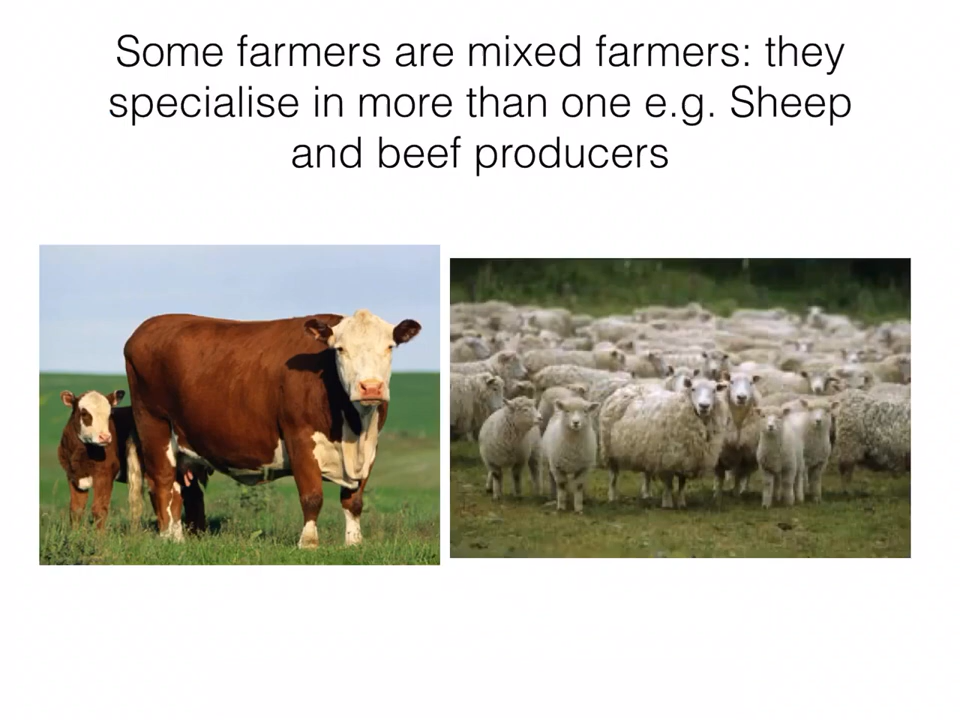 Some farmers are mixed farmers: they
specialise in more than one e.g. Sheep
and beef producers